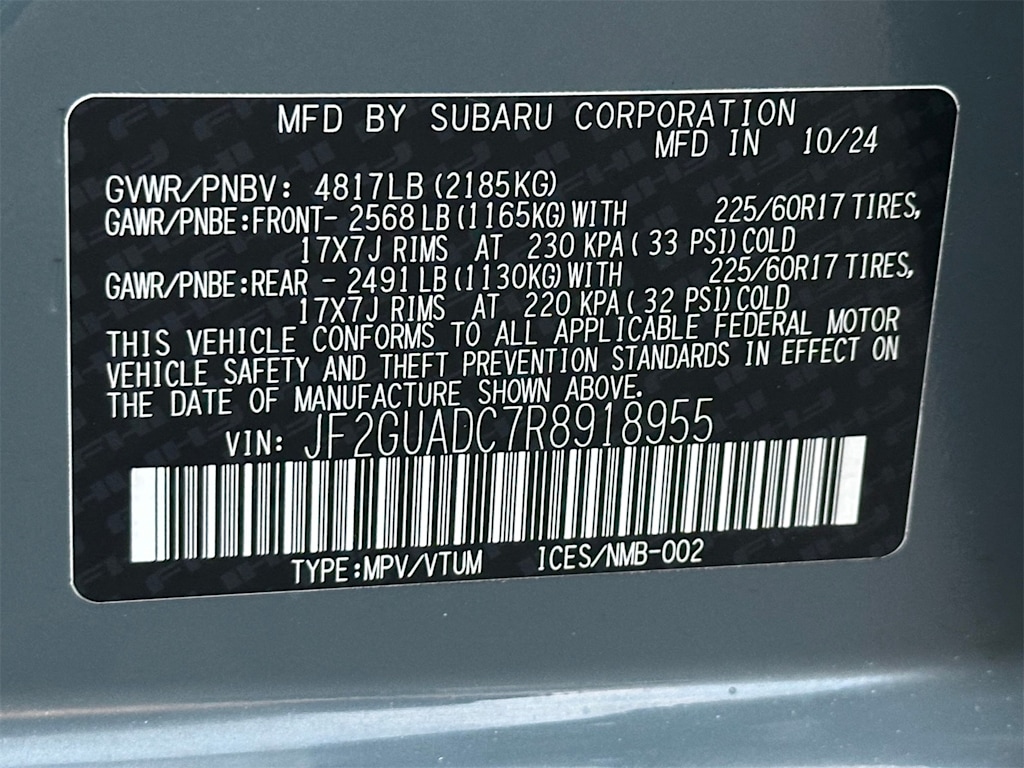 MFD BY SUBARU CORPORATION
MFD IN 10/24
GVWR/PNBV: 4817LB (2185KG)
GAWR/PNBE:FRONT- 2568 LB (1165KG) WITH 225/60R17 TIRES,
17X7J RIMS AT 230 KPA ( 33 PSI) COLD
GAWR/PNBE:REAR - 2491 LB (1130KG) WITH 225/60R17 TIRES,
17X7J RIMS AT 220 KPA ( 32 PSI) COLD
THIS VEHICLE CONFORMS TO ALL APPLICABLE FEDERAL MOTOR
VEHICLE SAFETY AND THEFT PREVENTION STANDARDS IN EFFECT ON
THE DATE OF MANUFACTURE SHOWN ABOVE.
VIN: JF2GUADC7R8918955
TYPE:MPV/VTUM ICES/NMB-002